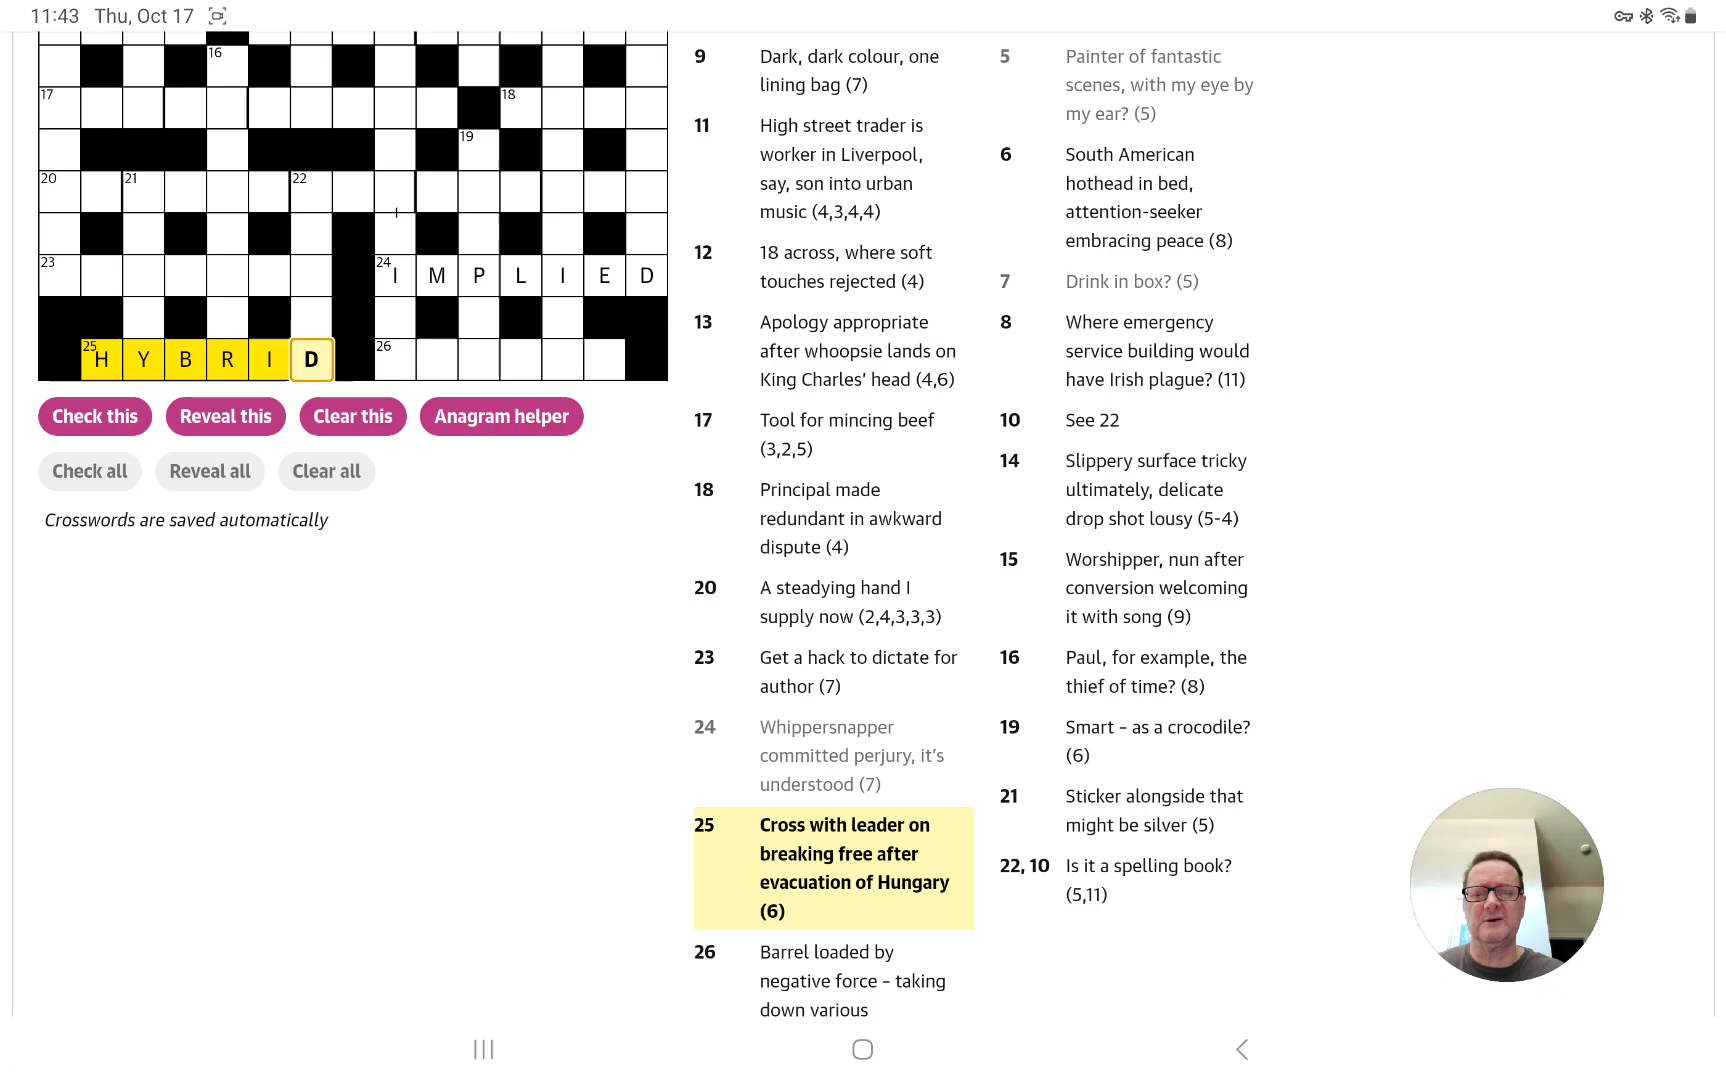 11:43 Thu, Oct 17
16
17
18
19
20
21
22
23
24
I M P L I E D
25
H Y B R I D
26
Check this
Reveal this
Clear this
Anagram helper
Check all
Reveal all
Clear all
Crosswords are saved automatically
9 Dark, dark colour, one
lining bag (7)
11 High street trader is
worker in Liverpool,
say, son into urban
music (4,3,4,4)
12 18 across, where soft
touches rejected (4)
13 Apology appropriate
after whoopsie lands on
King Charles’ head (4,6)
17 Tool for mincing beef
(3,2,5)
18 Principal made
redundant in awkward
dispute (4)
20 A steadying hand I
supply now (2,4,3,3,3)
23 Get a hack to dictate for
author (7)
24 Whippersnapper
committed perjury, it’s
understood (7)
25 Cross with leader on
breaking free after
evacuation of Hungary
(6)
26 Barrel loaded by
negative force – taking
down various
5 Painter of fantastic
scenes, with my eye by
my ear? (5)
6 South American
hothead in bed,
attention-seeker
embracing peace (8)
7 Drink in box? (5)
8 Where emergency
service building would
have Irish plague? (11)
10 See 22
14 Slippery surface tricky
ultimately, delicate
drop shot lousy (5-4)
15 Worshipper, nun after
conversion welcoming
it with song (9)
16 Paul, for example, the
thief of time? (8)
19 Smart – as a crocodile?
(6)
21 Sticker alongside that
might be silver (5)
22, 10 Is it a spelling book?
(5,11)